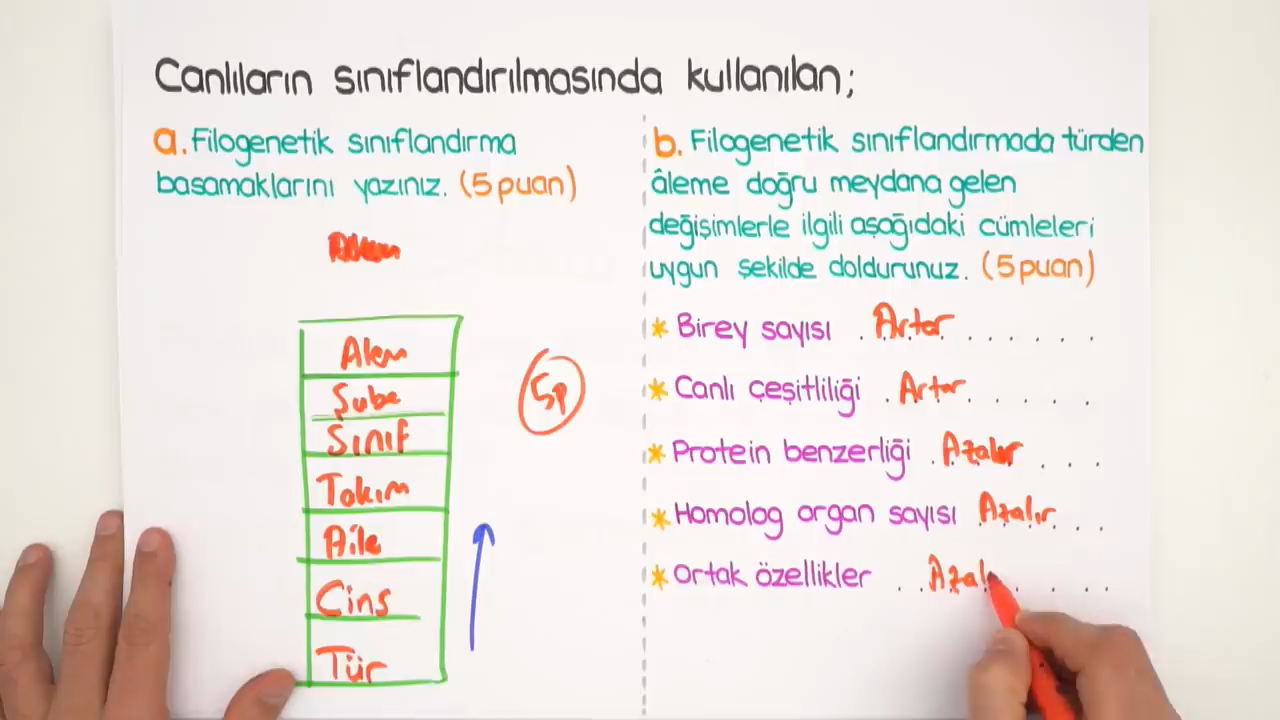 Canlıların sınıflandırılmasında kullanılan;
a. Filogenetik sınıflandırma
basamaklarını yazınız. (5 puan)
Alem
Şube
Sınıf
Takım
Aile
Cins
Tür
5p
b. Filogenetik sınıflandırmada türden
âleme doğru meydana gelen
değişimlerle ilgili aşağıdaki cümleleri
uygun şekilde doldurunuz. (5 puan)
* Birey sayısı . Artar . . . . . .
* Canlı çeşitliliği . Artar . . . . .
* Protein benzerliği . Azalır . . .
* Homolog organ sayısı Azalır . . .
* Ortak özellikler . . Azal . . . .